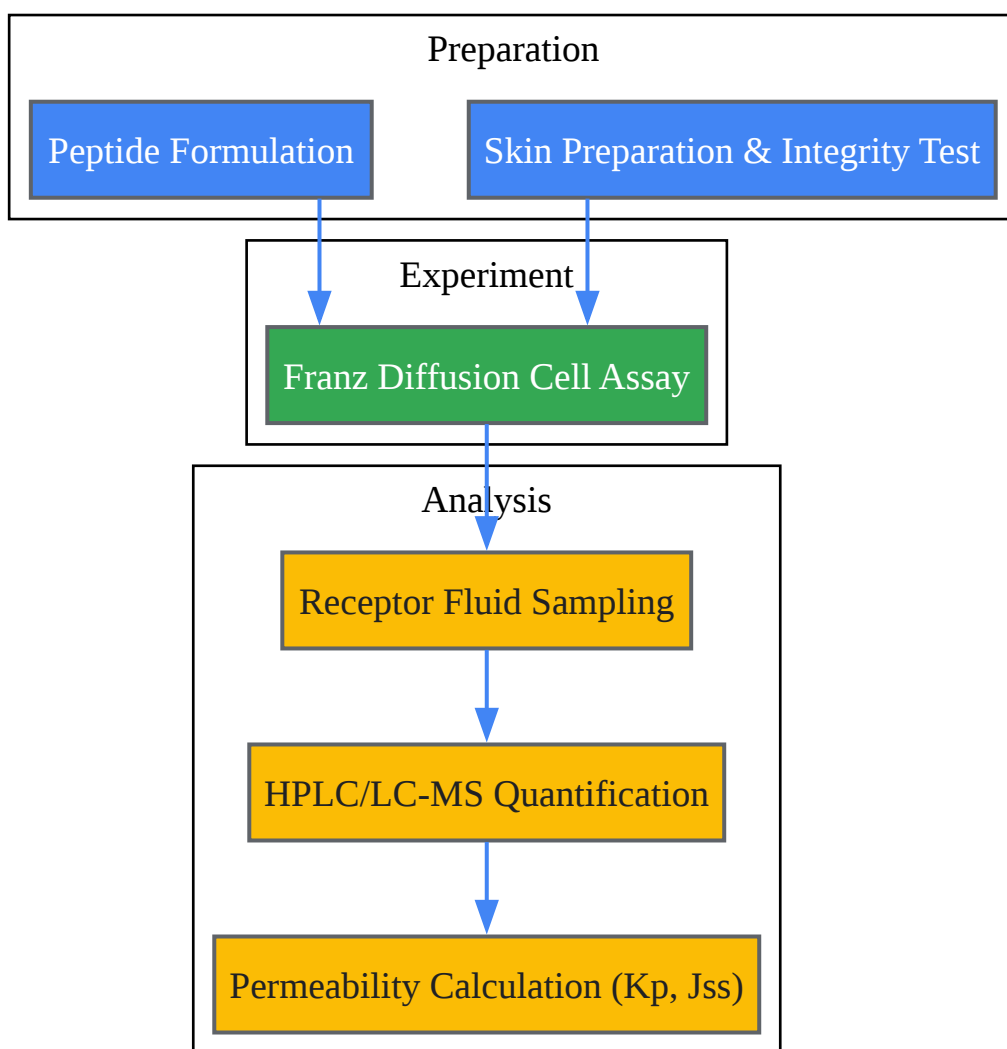 Preparation
Peptide Formulation
Skin Preparation & Integrity Test
Experiment
Franz Diffusion Cell Assay
Analysis
Receptor Fluid Sampling
HPLC/LC-MS Quantification
Permeability Calculation (Kp, Jss)